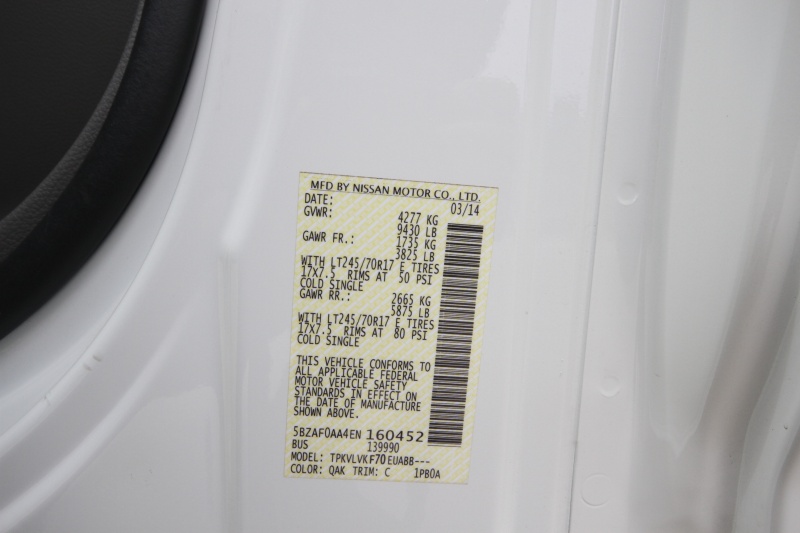 MFD BY NISSAN MOTOR CO., LTD.
DATE: 03/14
GVWR: 4277 KG
9430 LB
GAWR FR.: 1735 KG
3825 LB
WITH LT245/70R17 E TIRES
17X7.5 RIMS AT 50 PSI
COLD SINGLE
GAWR RR.: 2665 KG
5875 LB
WITH LT245/70R17 E TIRES
17X7.5 RIMS AT 80 PSI
COLD SINGLE
THIS VEHICLE CONFORMS TO
ALL APPLICABLE FEDERAL
MOTOR VEHICLE SAFETY
STANDARDS IN EFFECT ON
THE DATE OF MANUFACTURE
SHOWN ABOVE.
5BZAF0AA4EN 160452
BUS 139990
MODEL: TPKVLVKF70EUABB---
COLOR: QAK TRIM: C 1PB0A